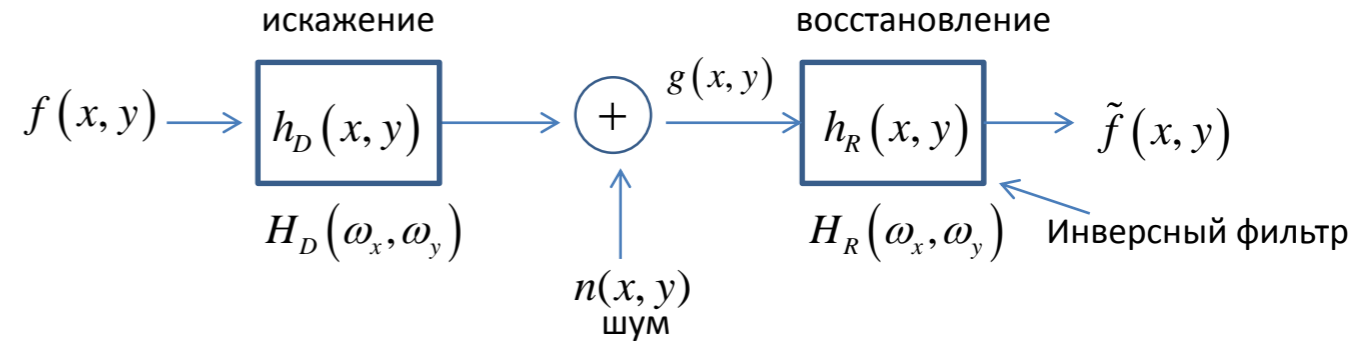 искажение
восстановление
f(x, y)
h_D(x, y)
+
g(x, y)
h_R(x, y)
f̃(x, y)
H_D(ω_x, ω_y)
H_R(ω_x, ω_y)
Инверсный фильтр
n(x, y)
шум